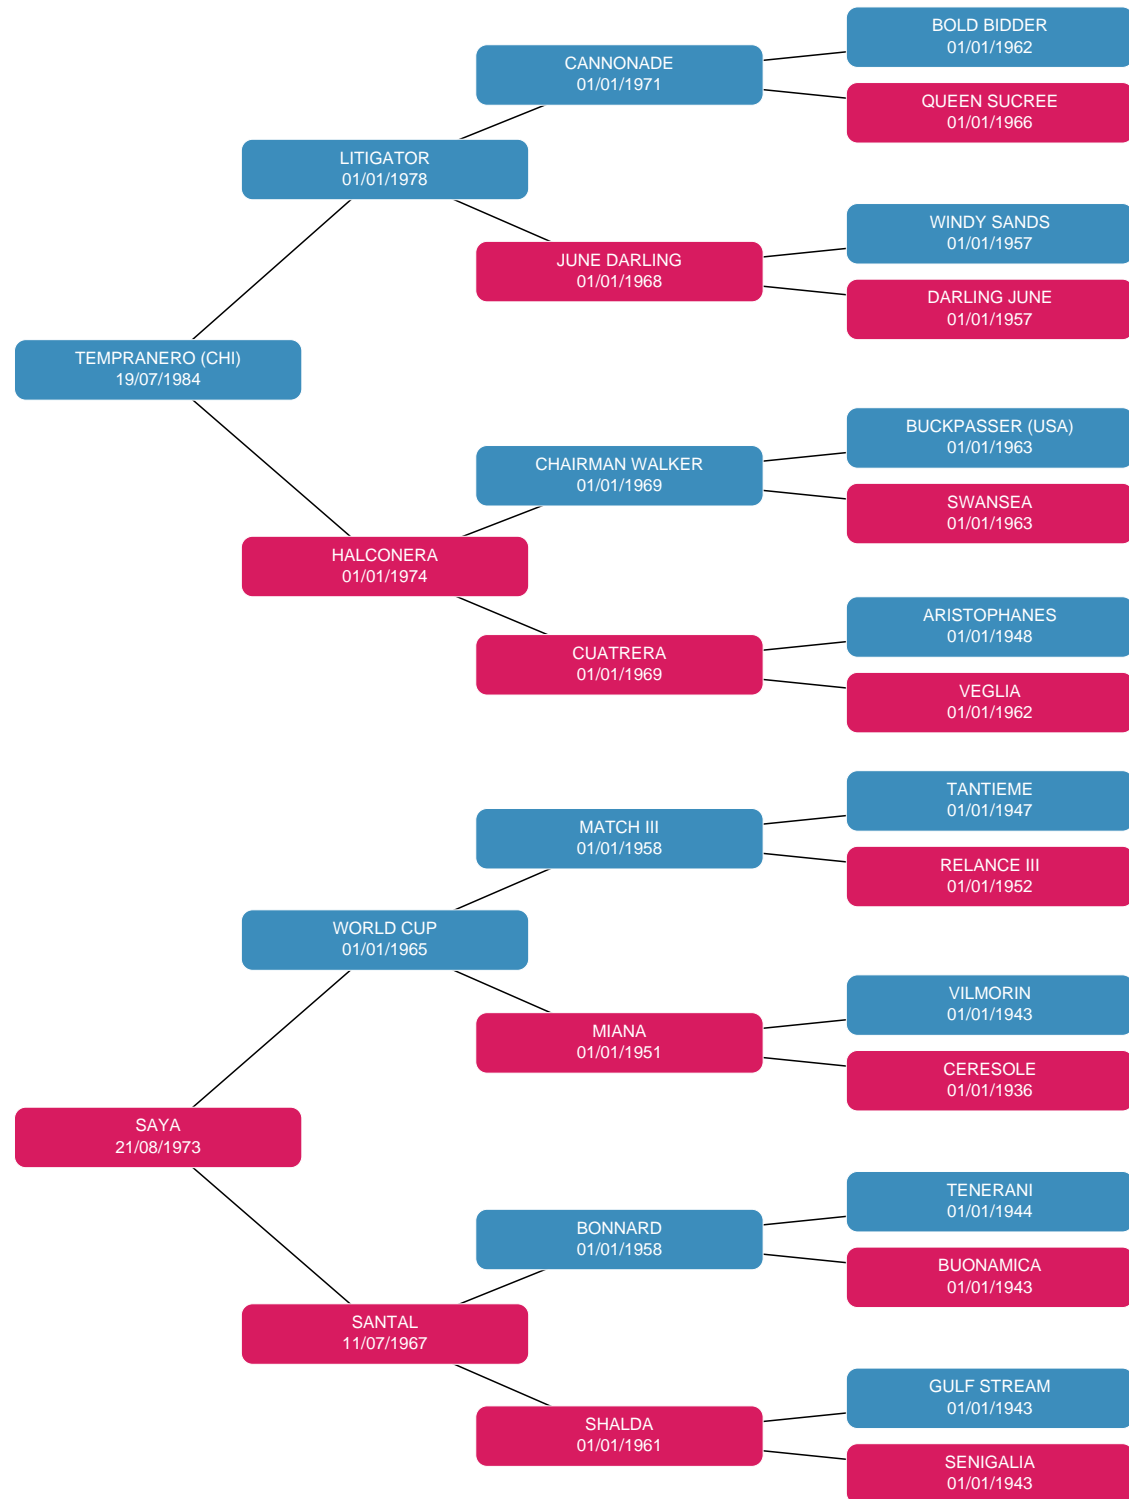 BOLD BIDDER
01/01/1962
CANNONADE
01/01/1971
QUEEN SUCREE
01/01/1966
LITIGATOR
01/01/1978
WINDY SANDS
01/01/1957
JUNE DARLING
01/01/1968
DARLING JUNE
01/01/1957
TEMPRANERO (CHI)
19/07/1984
BUCKPASSER (USA)
01/01/1963
CHAIRMAN WALKER
01/01/1969
SWANSEA
01/01/1963
HALCONERA
01/01/1974
ARISTOPHANES
01/01/1948
CUATRERA
01/01/1969
VEGLIA
01/01/1962
TANTIEME
01/01/1947
MATCH III
01/01/1958
RELANCE III
01/01/1952
WORLD CUP
01/01/1965
VILMORIN
01/01/1943
MIANA
01/01/1951
CERESOLE
01/01/1936
SAYA
21/08/1973
TENERANI
01/01/1944
BONNARD
01/01/1958
BUONAMICA
01/01/1943
SANTAL
11/07/1967
GULF STREAM
01/01/1943
SHALDA
01/01/1961
SENIGALIA
01/01/1943